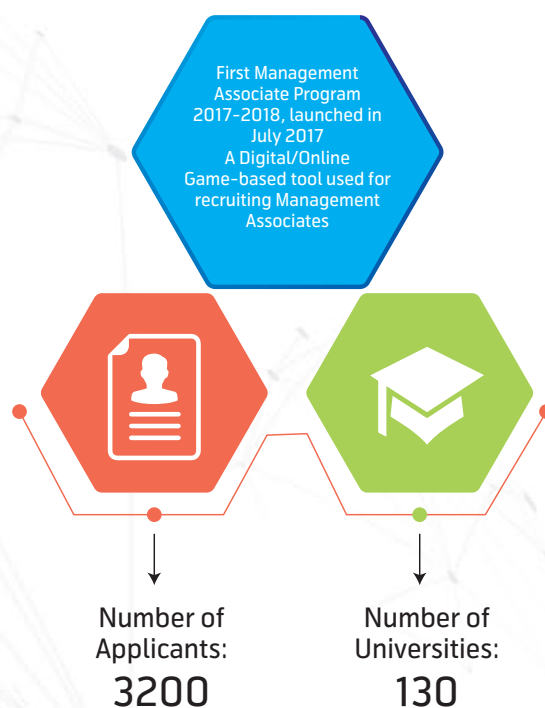 First Management
Associate Program
2017-2018, launched in
July 2017
A Digital/Online
Game-based tool used for
recruiting Management
Associates
Number of
Applicants:
3200
Number of
Universities:
130